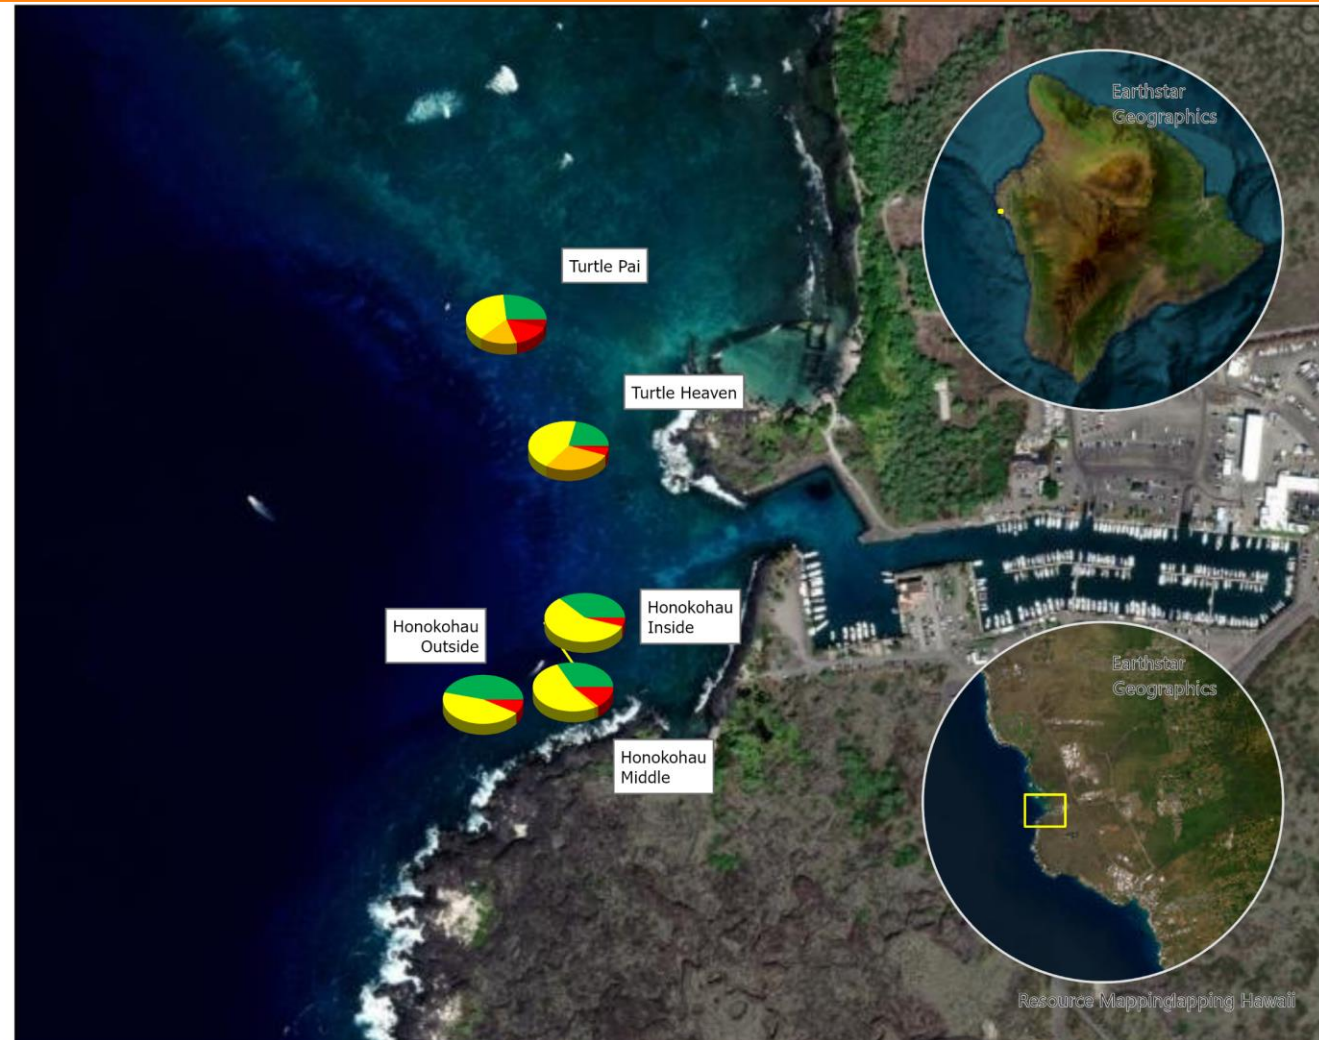 Earthstar
Geographics
Turtle Pai
Turtle Heaven
Honokohau
Inside
Honokohau
Outside
Honokohau
Middle
Earthstar
Geographics
Resource Mappinglapping Hawaii